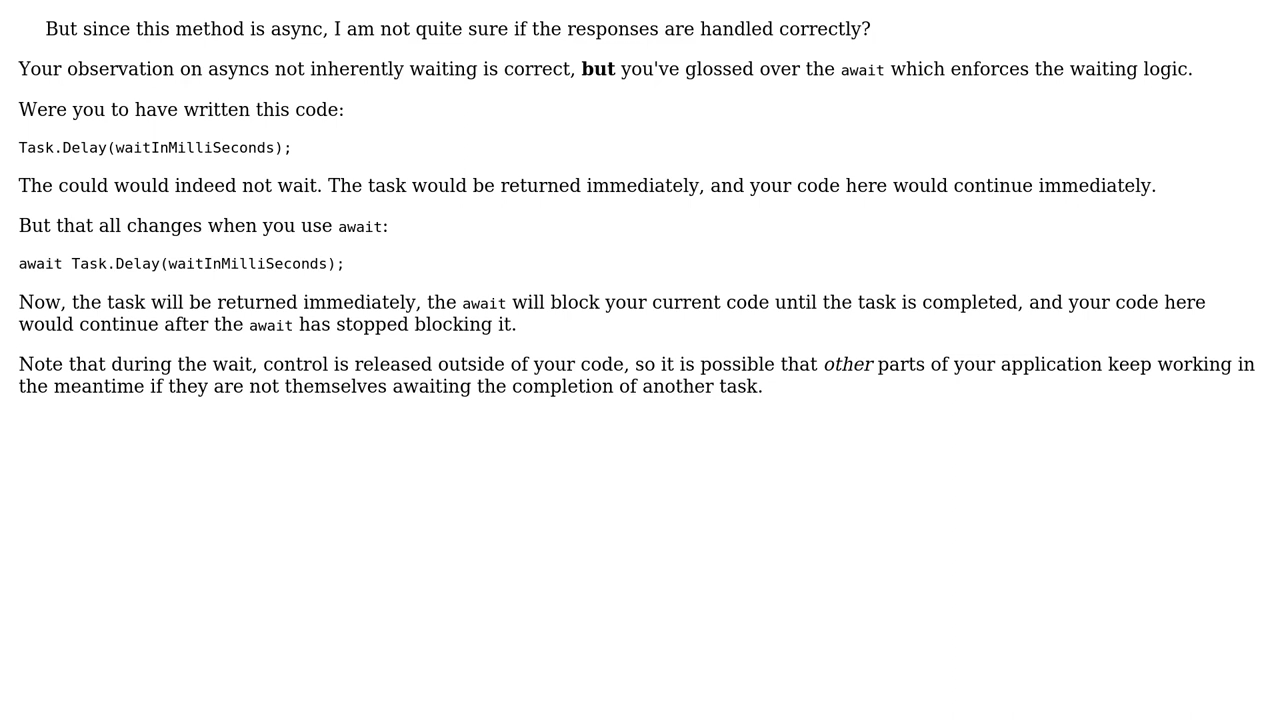 But since this method is async, I am not quite sure if the responses are handled correctly?
Your observation on asyncs not inherently waiting is correct, but you've glossed over the await which enforces the waiting logic.
Were you to have written this code:
Task.Delay(waitInMilliSeconds);
The could would indeed not wait. The task would be returned immediately, and your code here would continue immediately.
But that all changes when you use await:
await Task.Delay(waitInMilliSeconds);
Now, the task will be returned immediately, the await will block your current code until the task is completed, and your code here
would continue after the await has stopped blocking it.
Note that during the wait, control is released outside of your code, so it is possible that other parts of your application keep working in
the meantime if they are not themselves awaiting the completion of another task.